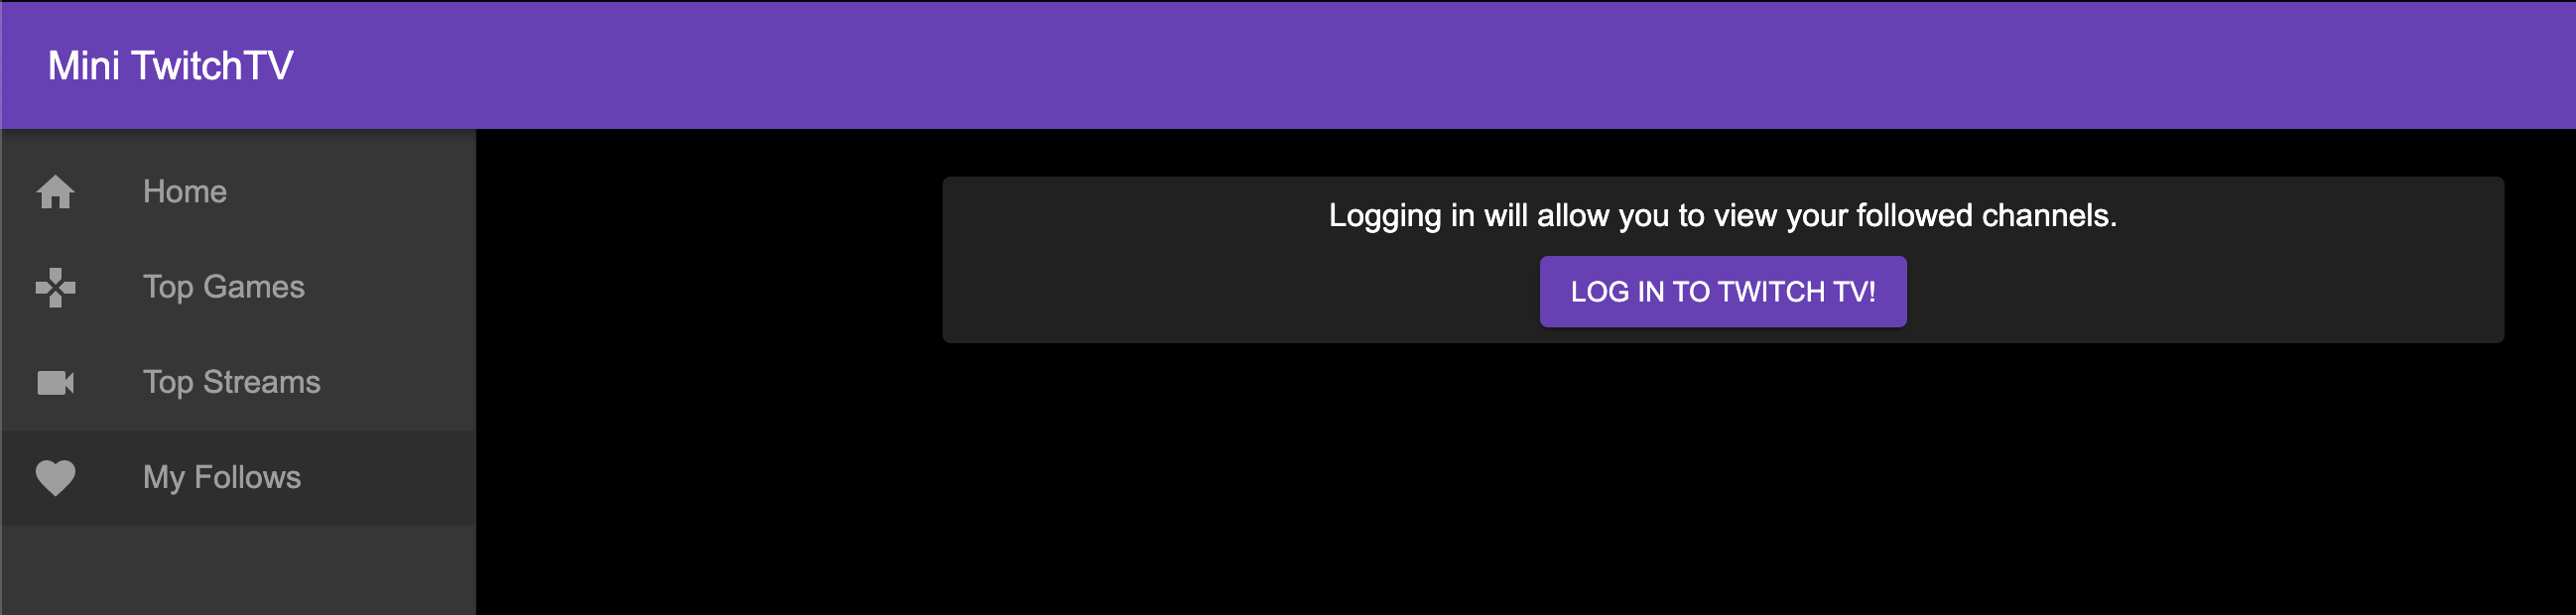 Mini TwitchTV
Home
Top Games
Top Streams
My Follows
Logging in will allow you to view your followed channels.
LOG IN TO TWITCH TV!